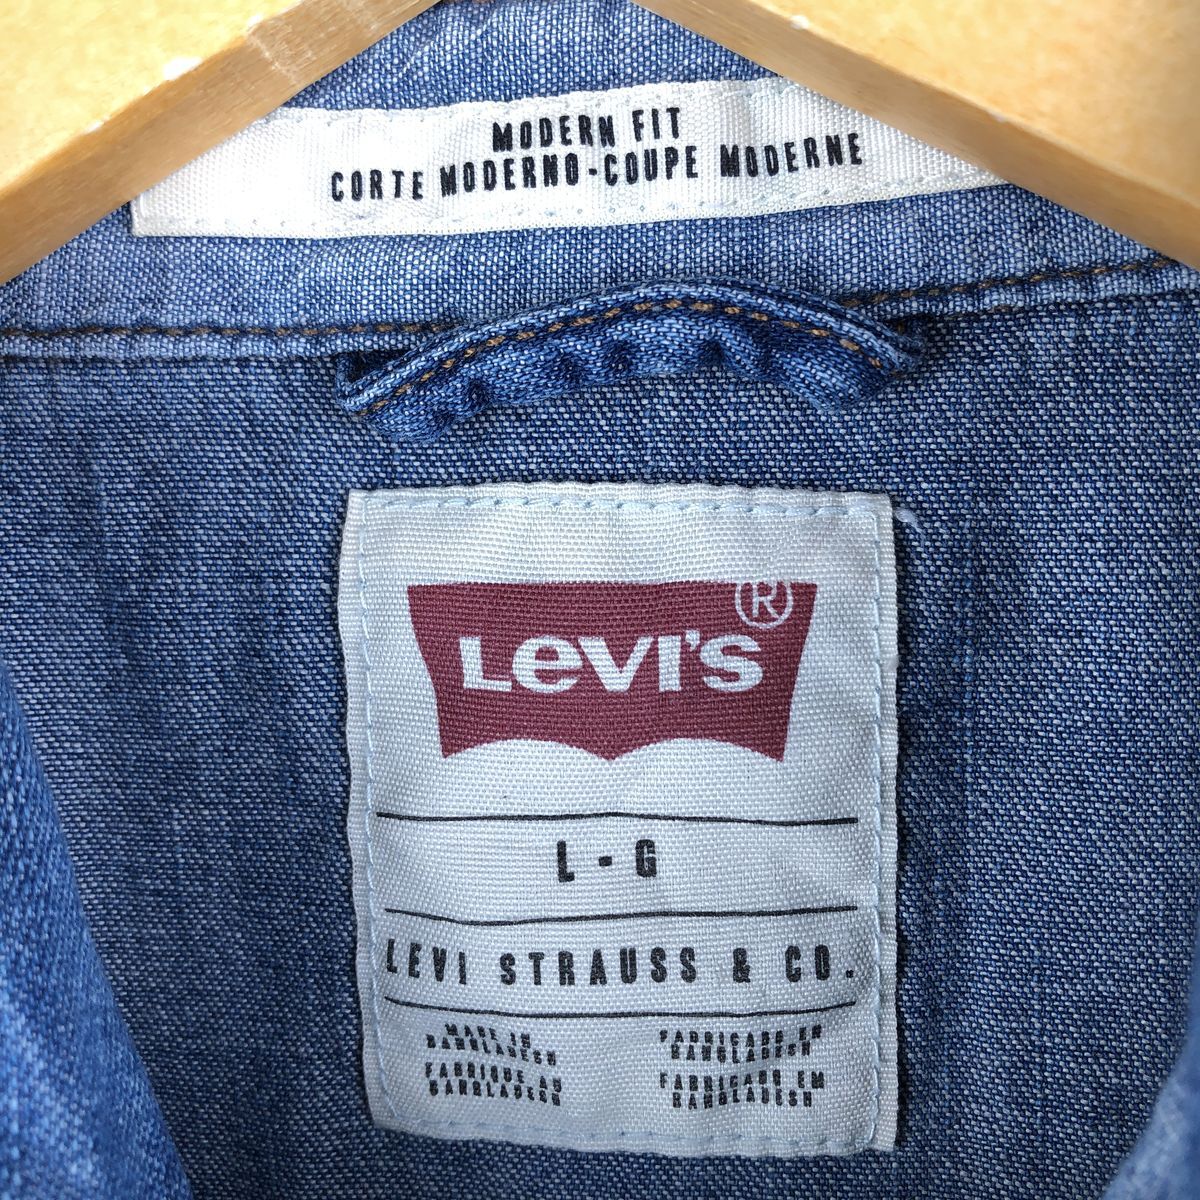 MODERN FIT
CORTE MODERNO-COUPE MODERNE
LEVI'S ®
L - G
LEVI STRAUSS & CO.
MADE IN
BANGLADESH
FABRIQUE AU
BANGLADESH
FABRICADO EN
BANGLADESH
FABRICADO EM
BANGLADESH